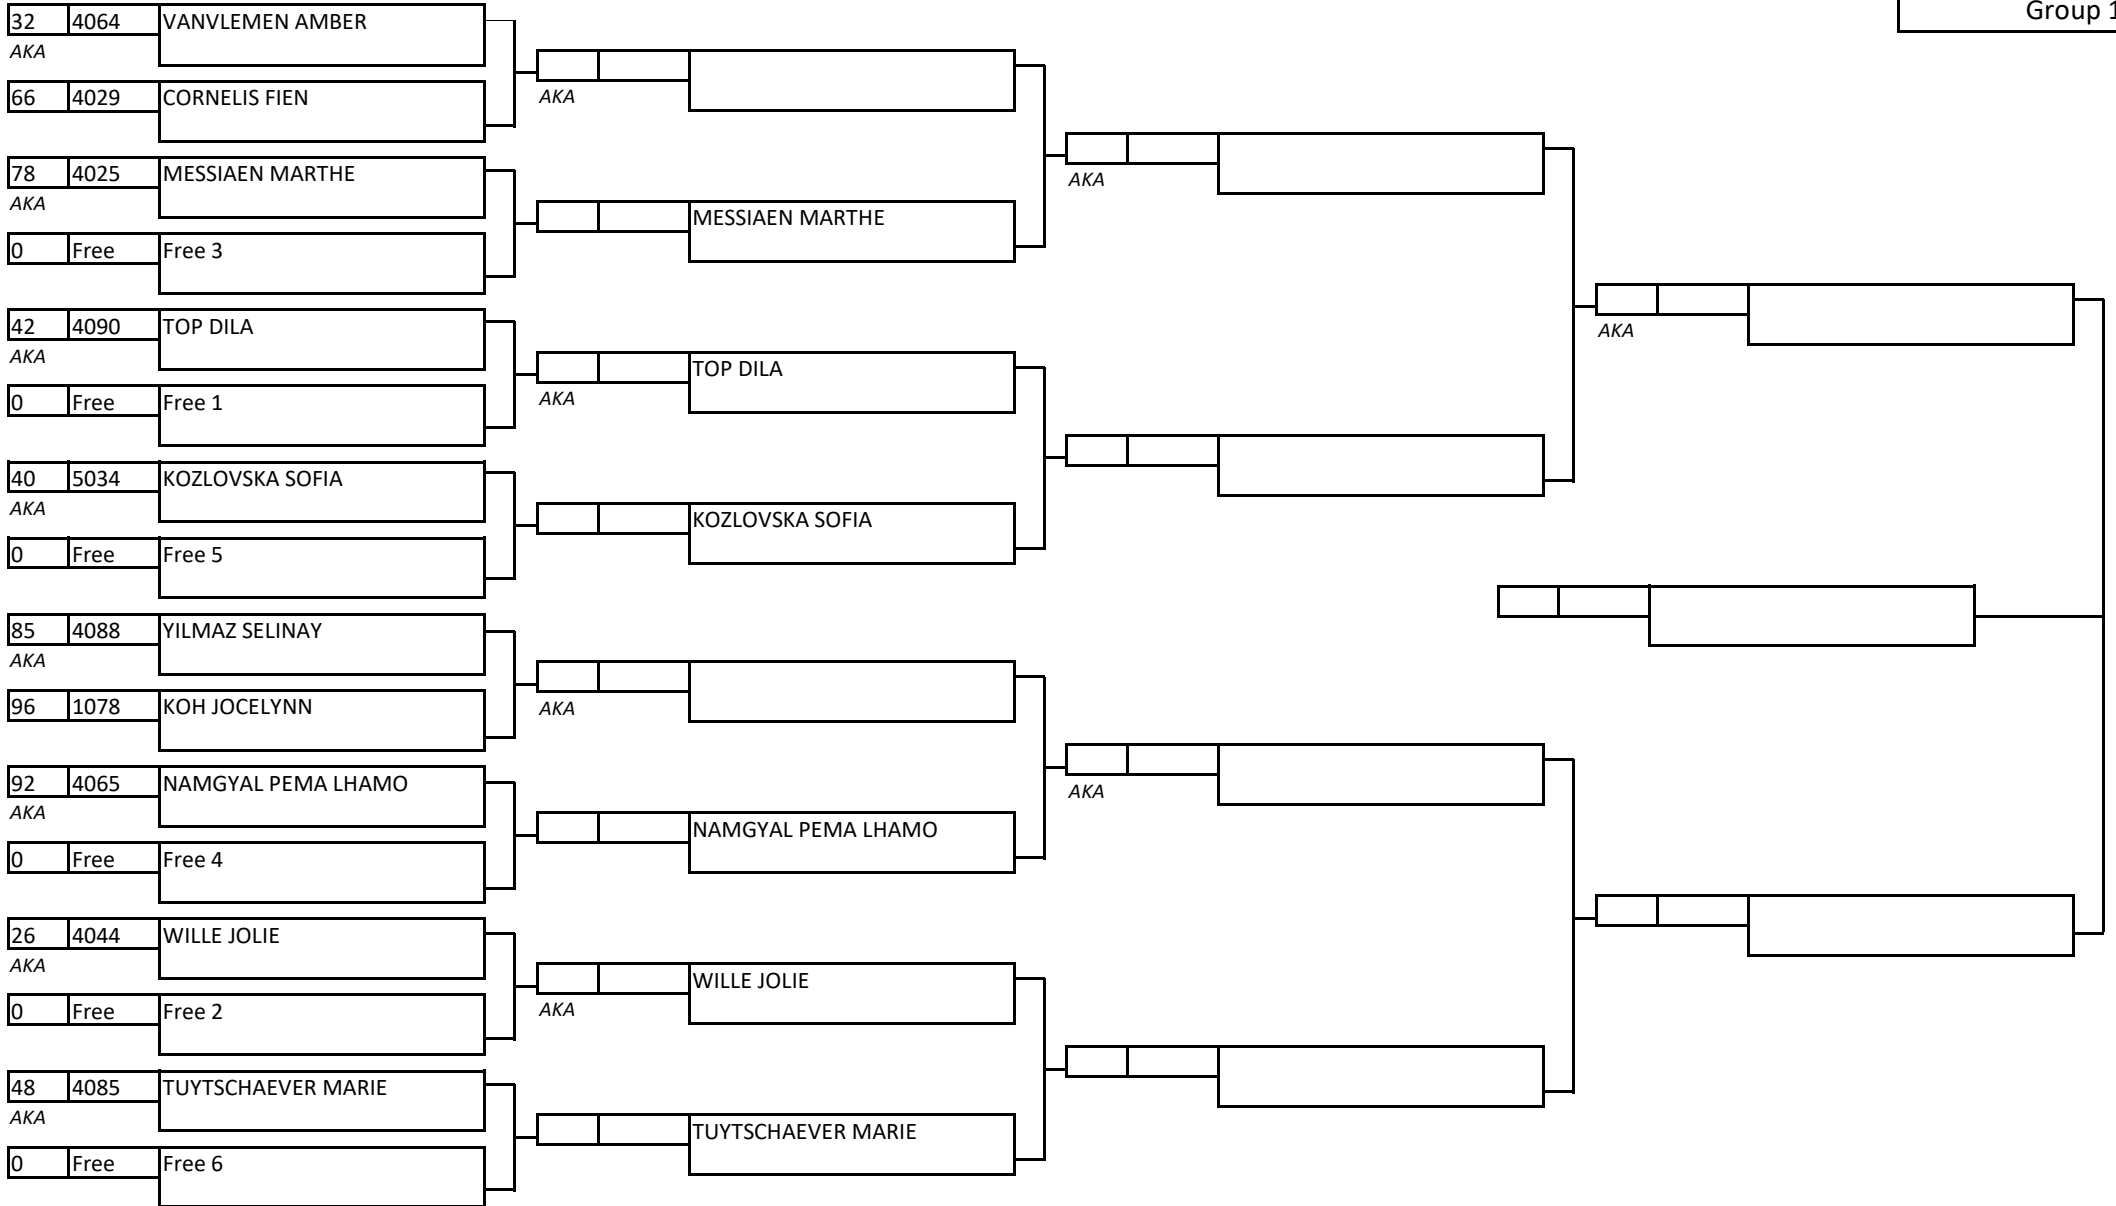 Group 1
32 4064 VANVLEMEN AMBER
AKA
AKA
66 4029 CORNELIS FIEN
AKA
78 4025 MESSIAEN MARTHE
AKA
MESSIAEN MARTHE
0 Free Free 3
42 4090 TOP DILA
AKA
AKA
TOP DILA
AKA
0 Free Free 1
40 5034 KOZLOVSKA SOFIA
AKA
KOZLOVSKA SOFIA
0 Free Free 5
85 4088 YILMAZ SELINAY
AKA
96 1078 KOH JOCELYNN
AKA
92 4065 NAMGYAL PEMA LHAMO
AKA
AKA
NAMGYAL PEMA LHAMO
0 Free Free 4
26 4044 WILLE JOLIE
AKA
WILLE JOLIE
AKA
0 Free Free 2
48 4085 TUYTSCHAEVER MARIE
AKA
TUYTSCHAEVER MARIE
0 Free Free 6